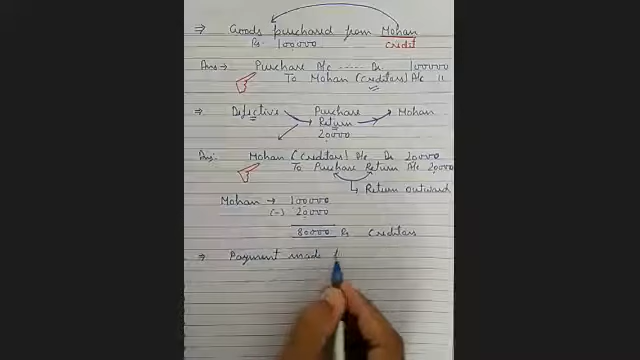 ⇒ Goods purchased from Mohan
Rs. 100000 credit
Ans → Purchase A/c ..... Dr 100000
To Mohan (creditors) A/c 11
⇒ Defective Purchase Return → Mohan
20000
Ans: Mohan (creditors) A/c Dr 20000
To Purchase Return A/c 20000
↳ Return outward
Mohan → 100000
(-) 20000
80000 Rs Creditors
⇒ Payment made